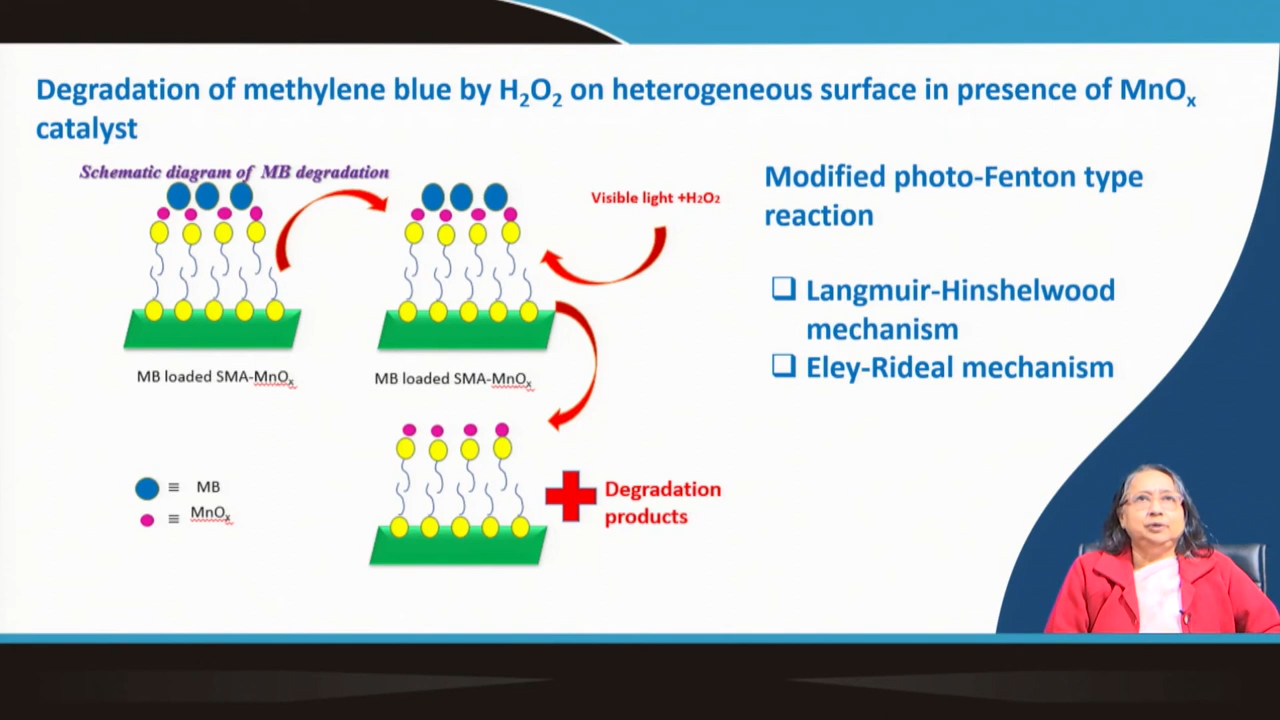 Degradation of methylene blue by H₂O₂ on heterogeneous surface in presence of MnOₓ
catalyst
Schematic diagram of MB degradation
Visible light +H₂O₂
MB loaded SMA-MnOₓ
MB loaded SMA-MnOₓ
≡ MB
≡ MnOₓ
Degradation
products
Modified photo-Fenton type
reaction
❑ Langmuir-Hinshelwood
mechanism
❑ Eley-Rideal mechanism